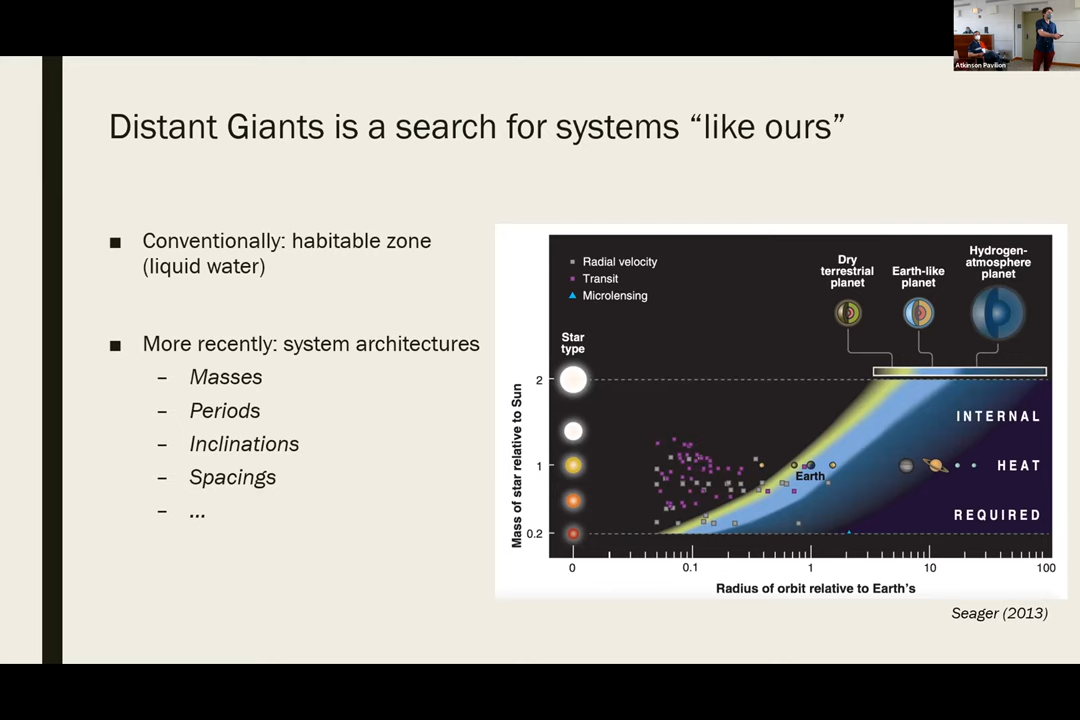 Atkinson Pavilion
Distant Giants is a search for systems “like ours”
■ Conventionally: habitable zone
(liquid water)
■ More recently: system architectures
– Masses
– Periods
– Inclinations
– Spacings
– ...
Radial velocity
Transit
Microlensing
Dry
terrestrial
planet
Earth-like
planet
Hydrogen-
atmosphere
planet
Star
type
Mass of star relative to Sun
2
1
0.2
INTERNAL
HEAT
REQUIRED
Earth
0
0.1
1
10
100
Radius of orbit relative to Earth’s
Seager (2013)